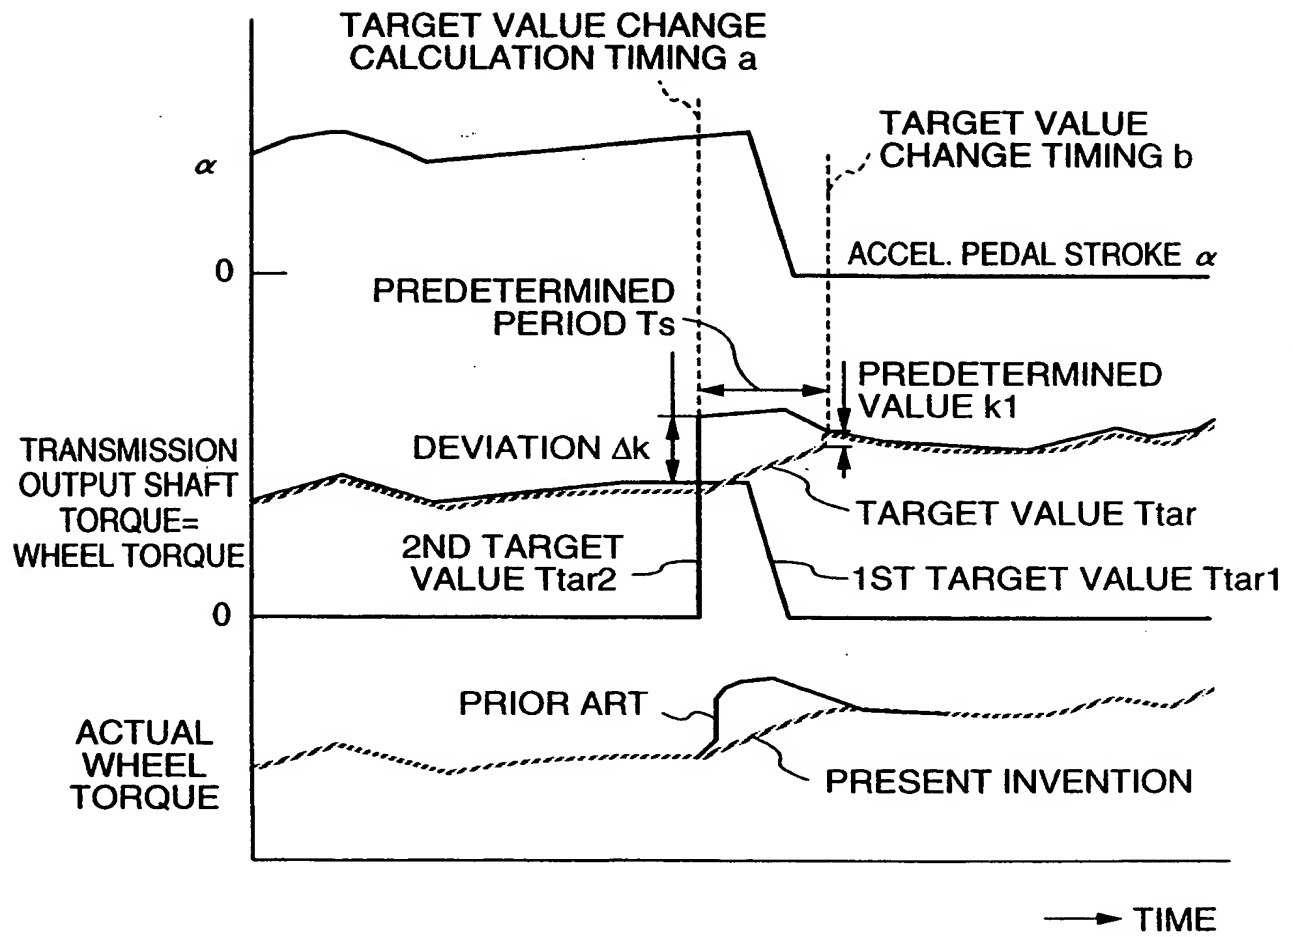 TARGET VALUE CHANGE
CALCULATION TIMING a
TARGET VALUE
CHANGE TIMING b
α
0
ACCEL. PEDAL STROKE α
PREDETERMINED
PERIOD Ts
PREDETERMINED
VALUE k1
DEVIATION Δk
TRANSMISSION
OUTPUT SHAFT
TORQUE=
WHEEL TORQUE
TARGET VALUE Ttar
2ND TARGET
VALUE Ttar2
1ST TARGET VALUE Ttar1
0
PRIOR ART
ACTUAL
WHEEL
TORQUE
PRESENT INVENTION
TIME